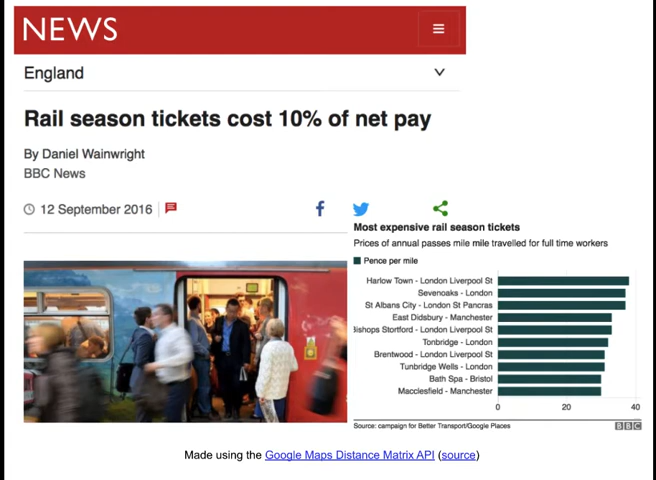 NEWS
England
Rail season tickets cost 10% of net pay
By Daniel Wainwright
BBC News
12 September 2016
Most expensive rail season tickets
Prices of annual passes mile mile travelled for full time workers
Pence per mile
Harlow Town - London Liverpool St
Sevenoaks - London
St Albans City - London St Pancras
East Didsbury - Manchester
Bishops Stortford - London Liverpool St
Tonbridge - London
Brentwood - London Liverpool St
Tunbridge Wells - London
Bath Spa - Bristol
Macclesfield - Manchester
0 20 40
Source: campaign for Better Transport/Google Places
BBC
Made using the Google Maps Distance Matrix API (source)